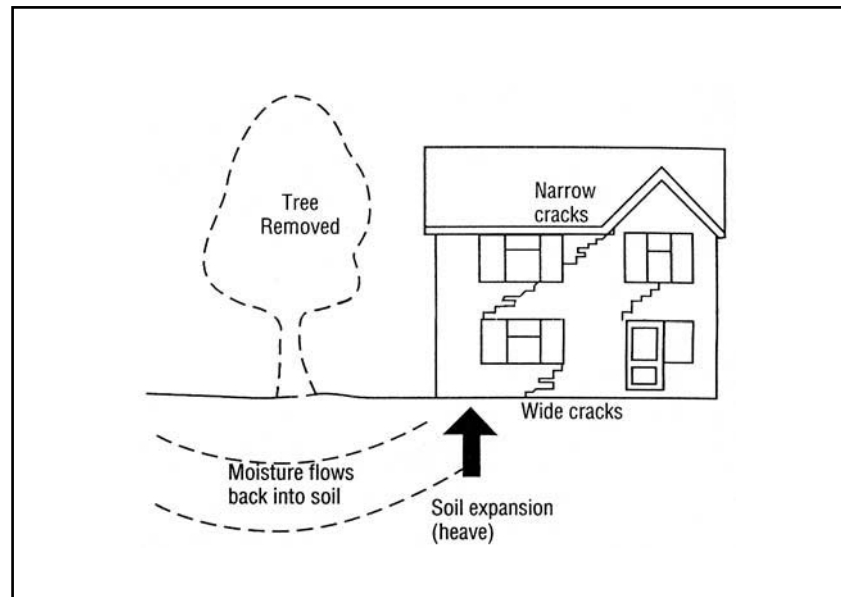 Tree
Removed
Narrow
cracks
Wide cracks
Moisture flows
back into soil
Soil expansion
(heave)